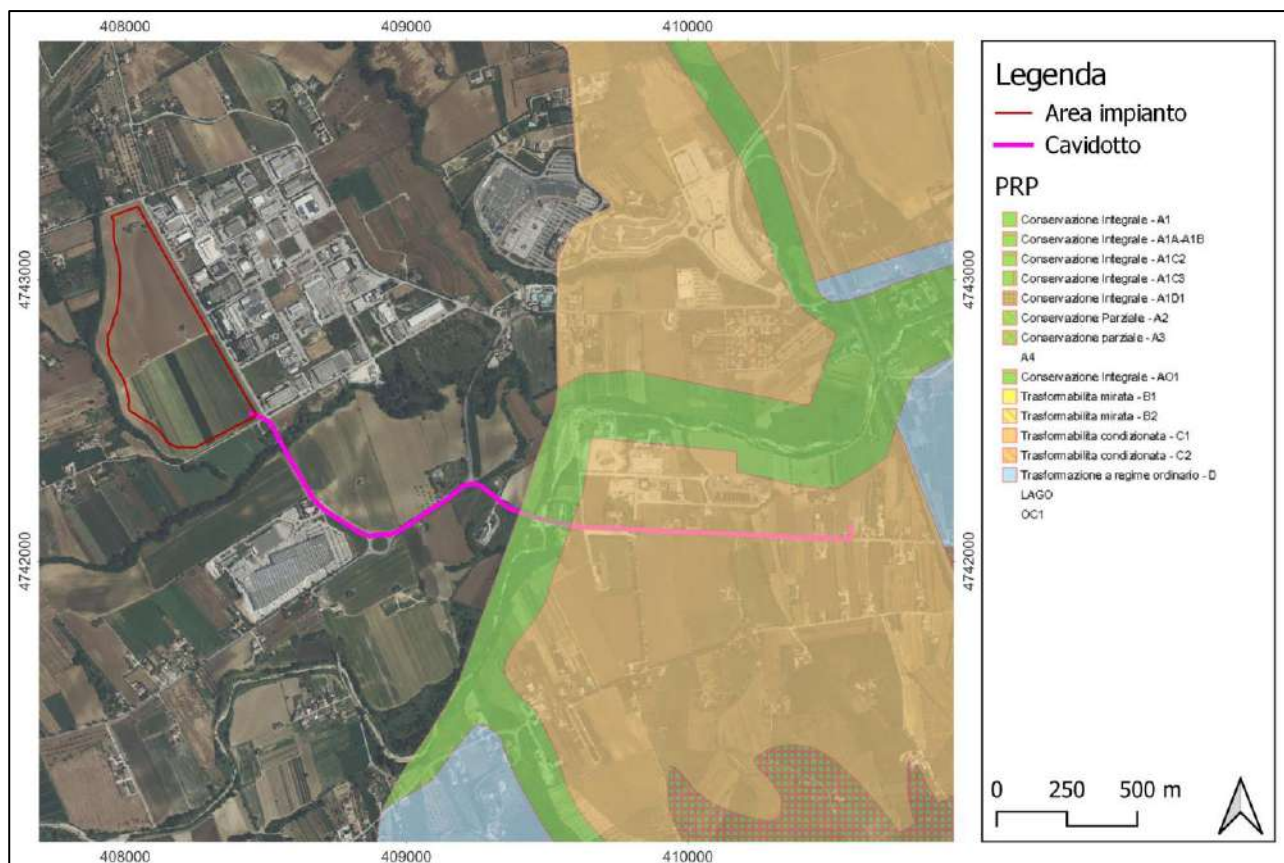 408000 409000 410000
4743000
4742000
4743000
4742000
408000 409000 410000
Legenda
Area impianto
Cavidotto
PRP
Conservazione Integrale - A1
Conservazione Integrale - A1A-A1B
Conservazione Integrale - A1C2
Conservazione Integrale - A1C3
Conservazione Integrale - A1D1
Conservazione Parziale - A2
Conservazione parziale - A3
A4
Conservazione Integrale - AO1
Trasformabilita mirata - B1
Trasformabilita mirata - B2
Trasformabilita condizionata - C1
Trasformabilita condizionata - C2
Trasformazione a regime ordinario - D
LAGO
OC1
0 250 500 m